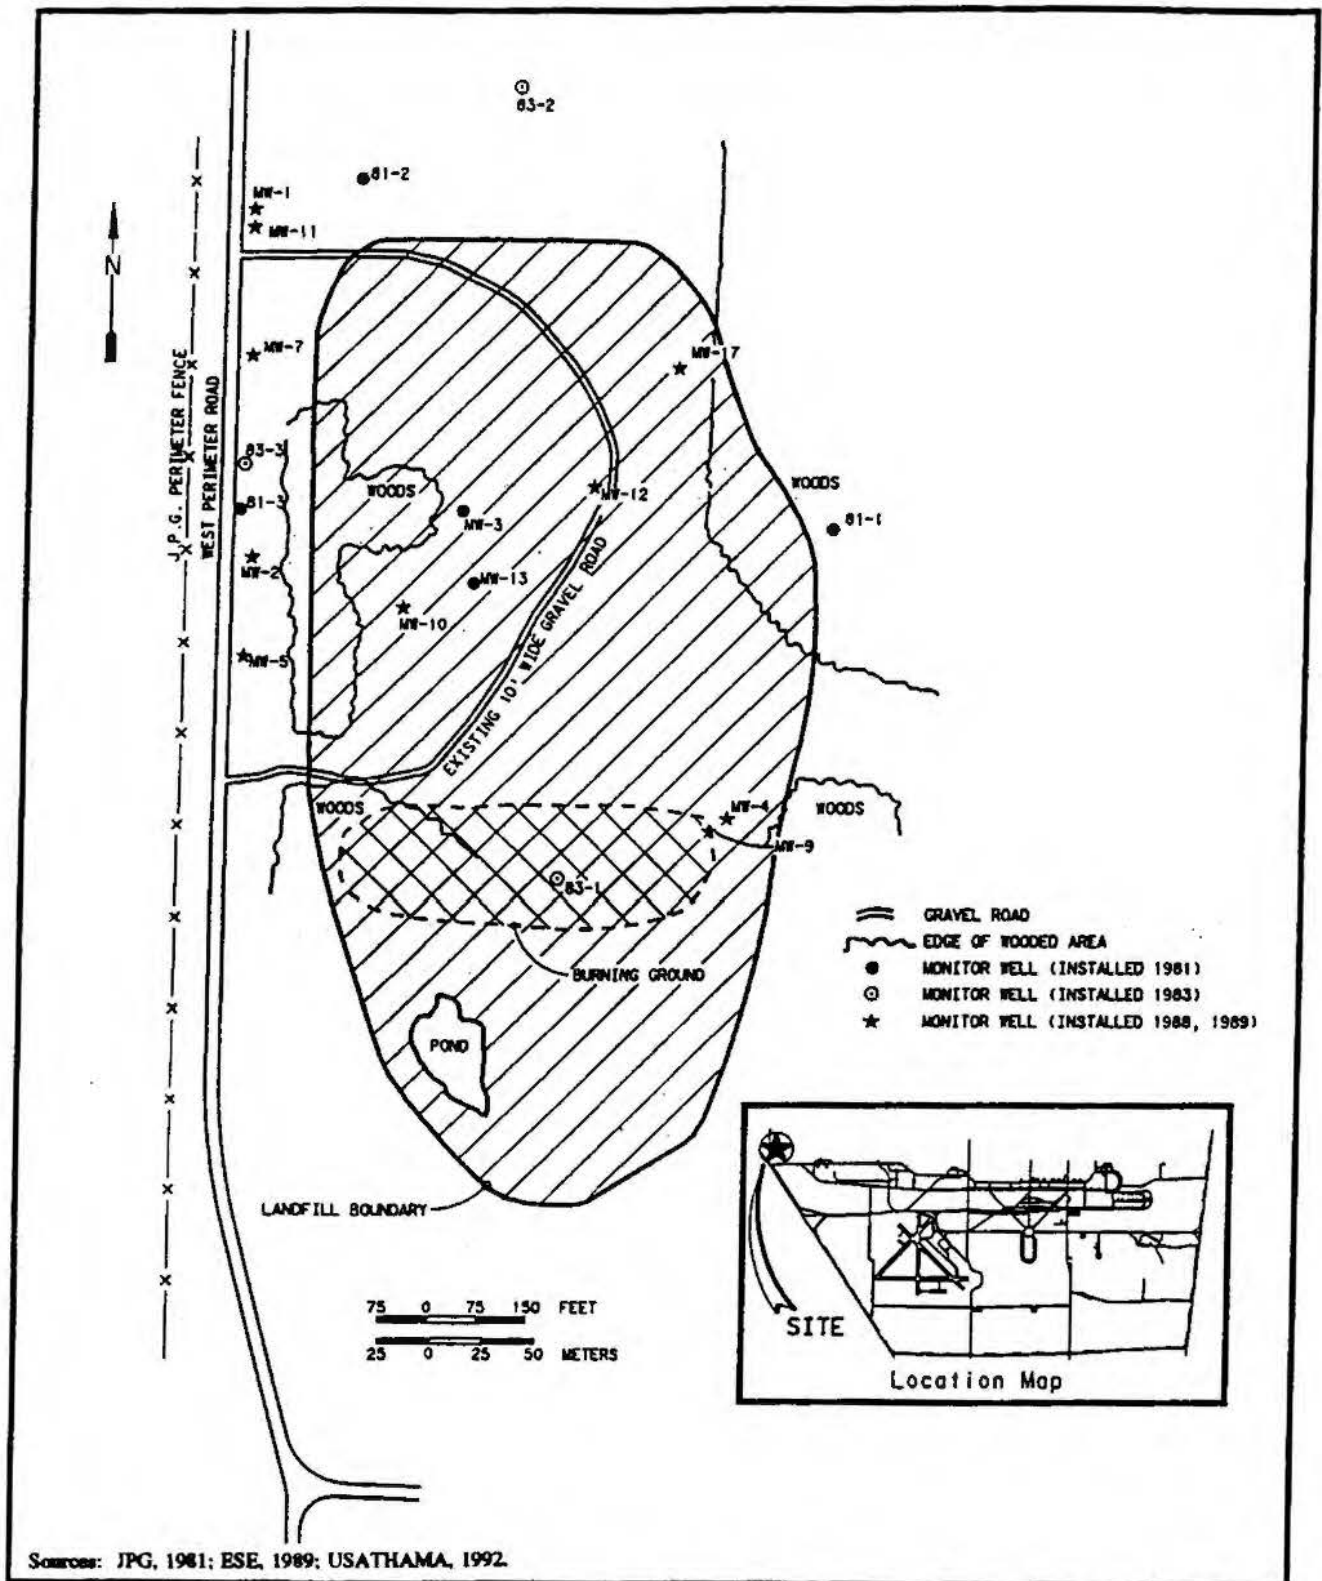 83-2
81-2
MW-1
MW-11
N
MW-7
MW-17
J.P.G. PERIMETER FENCE
WEST PERIMETER ROAD
83-3
WOODS
WOODS
MW-12
81-3
MW-3
81-1
MW-2
MW-13
MW-10
EXISTING 10' WIDE GRAVEL ROAD
MW-5
WOODS
MW-4
WOODS
MW-9
83-1
BURNING GROUND
GRAVEL ROAD
EDGE OF WOODED AREA
MONITOR WELL (INSTALLED 1981)
MONITOR WELL (INSTALLED 1983)
MONITOR WELL (INSTALLED 1988, 1989)
POND
LANDFILL BOUNDARY
75 0 75 150 FEET
25 0 25 50 METERS
SITE
Location Map
Sources: JPG, 1981; ESE, 1989; USATHAMA, 1992.